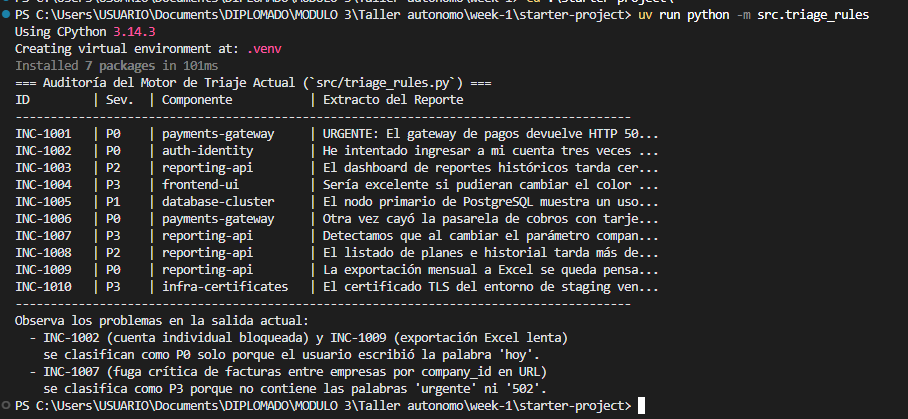 PS C:\Users\USUARIO\Documents\DIPLOMADO\MODULO 3\Taller autonomo\week-1\starter-project> uv run python -m src.triage_rules
Using CPython 3.14.3
Creating virtual environment at: .venv
Installed 7 packages in 101ms
=== Auditoría del Motor de Triaje Actual (`src/triage_rules.py`) ===
ID | Sev. | Componente | Extracto del Reporte
--------------------------------------------------------------------------------
INC-1001 | P0 | payments-gateway | URGENTE: El gateway de pagos devuelve HTTP 50...
INC-1002 | P0 | auth-identity | He intentado ingresar a mi cuenta tres veces ...
INC-1003 | P2 | reporting-api | El dashboard de reportes históricos tarda cer...
INC-1004 | P3 | frontend-ui | Sería excelente si pudieran cambiar el color ...
INC-1005 | P1 | database-cluster | El nodo primario de PostgreSQL muestra un uso...
INC-1006 | P0 | payments-gateway | Otra vez cayó la pasarela de cobros con tarje...
INC-1007 | P3 | reporting-api | Detectamos que al cambiar el parámetro compan...
INC-1008 | P2 | reporting-api | El listado de planes e historial tarda más de...
INC-1009 | P0 | reporting-api | La exportación mensual a Excel se queda pensa...
INC-1010 | P3 | infra-certificates | El certificado TLS del entorno de staging ven...
--------------------------------------------------------------------------------
Observa los problemas en la salida actual:
- INC-1002 (cuenta individual bloqueada) y INC-1009 (exportación Excel lenta)
se clasifican como P0 solo porque el usuario escribió la palabra 'hoy'.
- INC-1007 (fuga crítica de facturas entre empresas por company_id en URL)
se clasifica como P3 porque no contiene las palabras 'urgente' ni '502'.
PS C:\Users\USUARIO\Documents\DIPLOMADO\MODULO 3\Taller autonomo\week-1\starter-project>